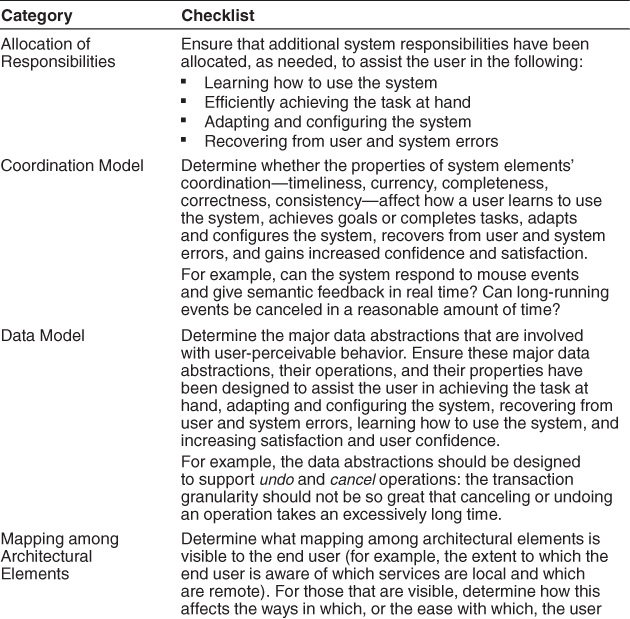 Category Checklist
Allocation of Responsibilities
Ensure that additional system responsibilities have been
allocated, as needed, to assist the user in the following:
▪ Learning how to use the system
▪ Efficiently achieving the task at hand
▪ Adapting and configuring the system
▪ Recovering from user and system errors
Coordination Model
Determine whether the properties of system elements’
coordination—timeliness, currency, completeness,
correctness, consistency—affect how a user learns to use
the system, achieves goals or completes tasks, adapts
and configures the system, recovers from user and system
errors, and gains increased confidence and satisfaction.
For example, can the system respond to mouse events
and give semantic feedback in real time? Can long-running
events be canceled in a reasonable amount of time?
Data Model
Determine the major data abstractions that are involved
with user-perceivable behavior. Ensure these major data
abstractions, their operations, and their properties have
been designed to assist the user in achieving the task at
hand, adapting and configuring the system, recovering from
user and system errors, learning how to use the system, and
increasing satisfaction and user confidence.
For example, the data abstractions should be designed
to support undo and cancel operations: the transaction
granularity should not be so great that canceling or undoing
an operation takes an excessively long time.
Mapping among
Architectural
Elements
Determine what mapping among architectural elements is
visible to the end user (for example, the extent to which the
end user is aware of which services are local and which
are remote). For those that are visible, determine how this
affects the ways in which, or the ease with which, the user